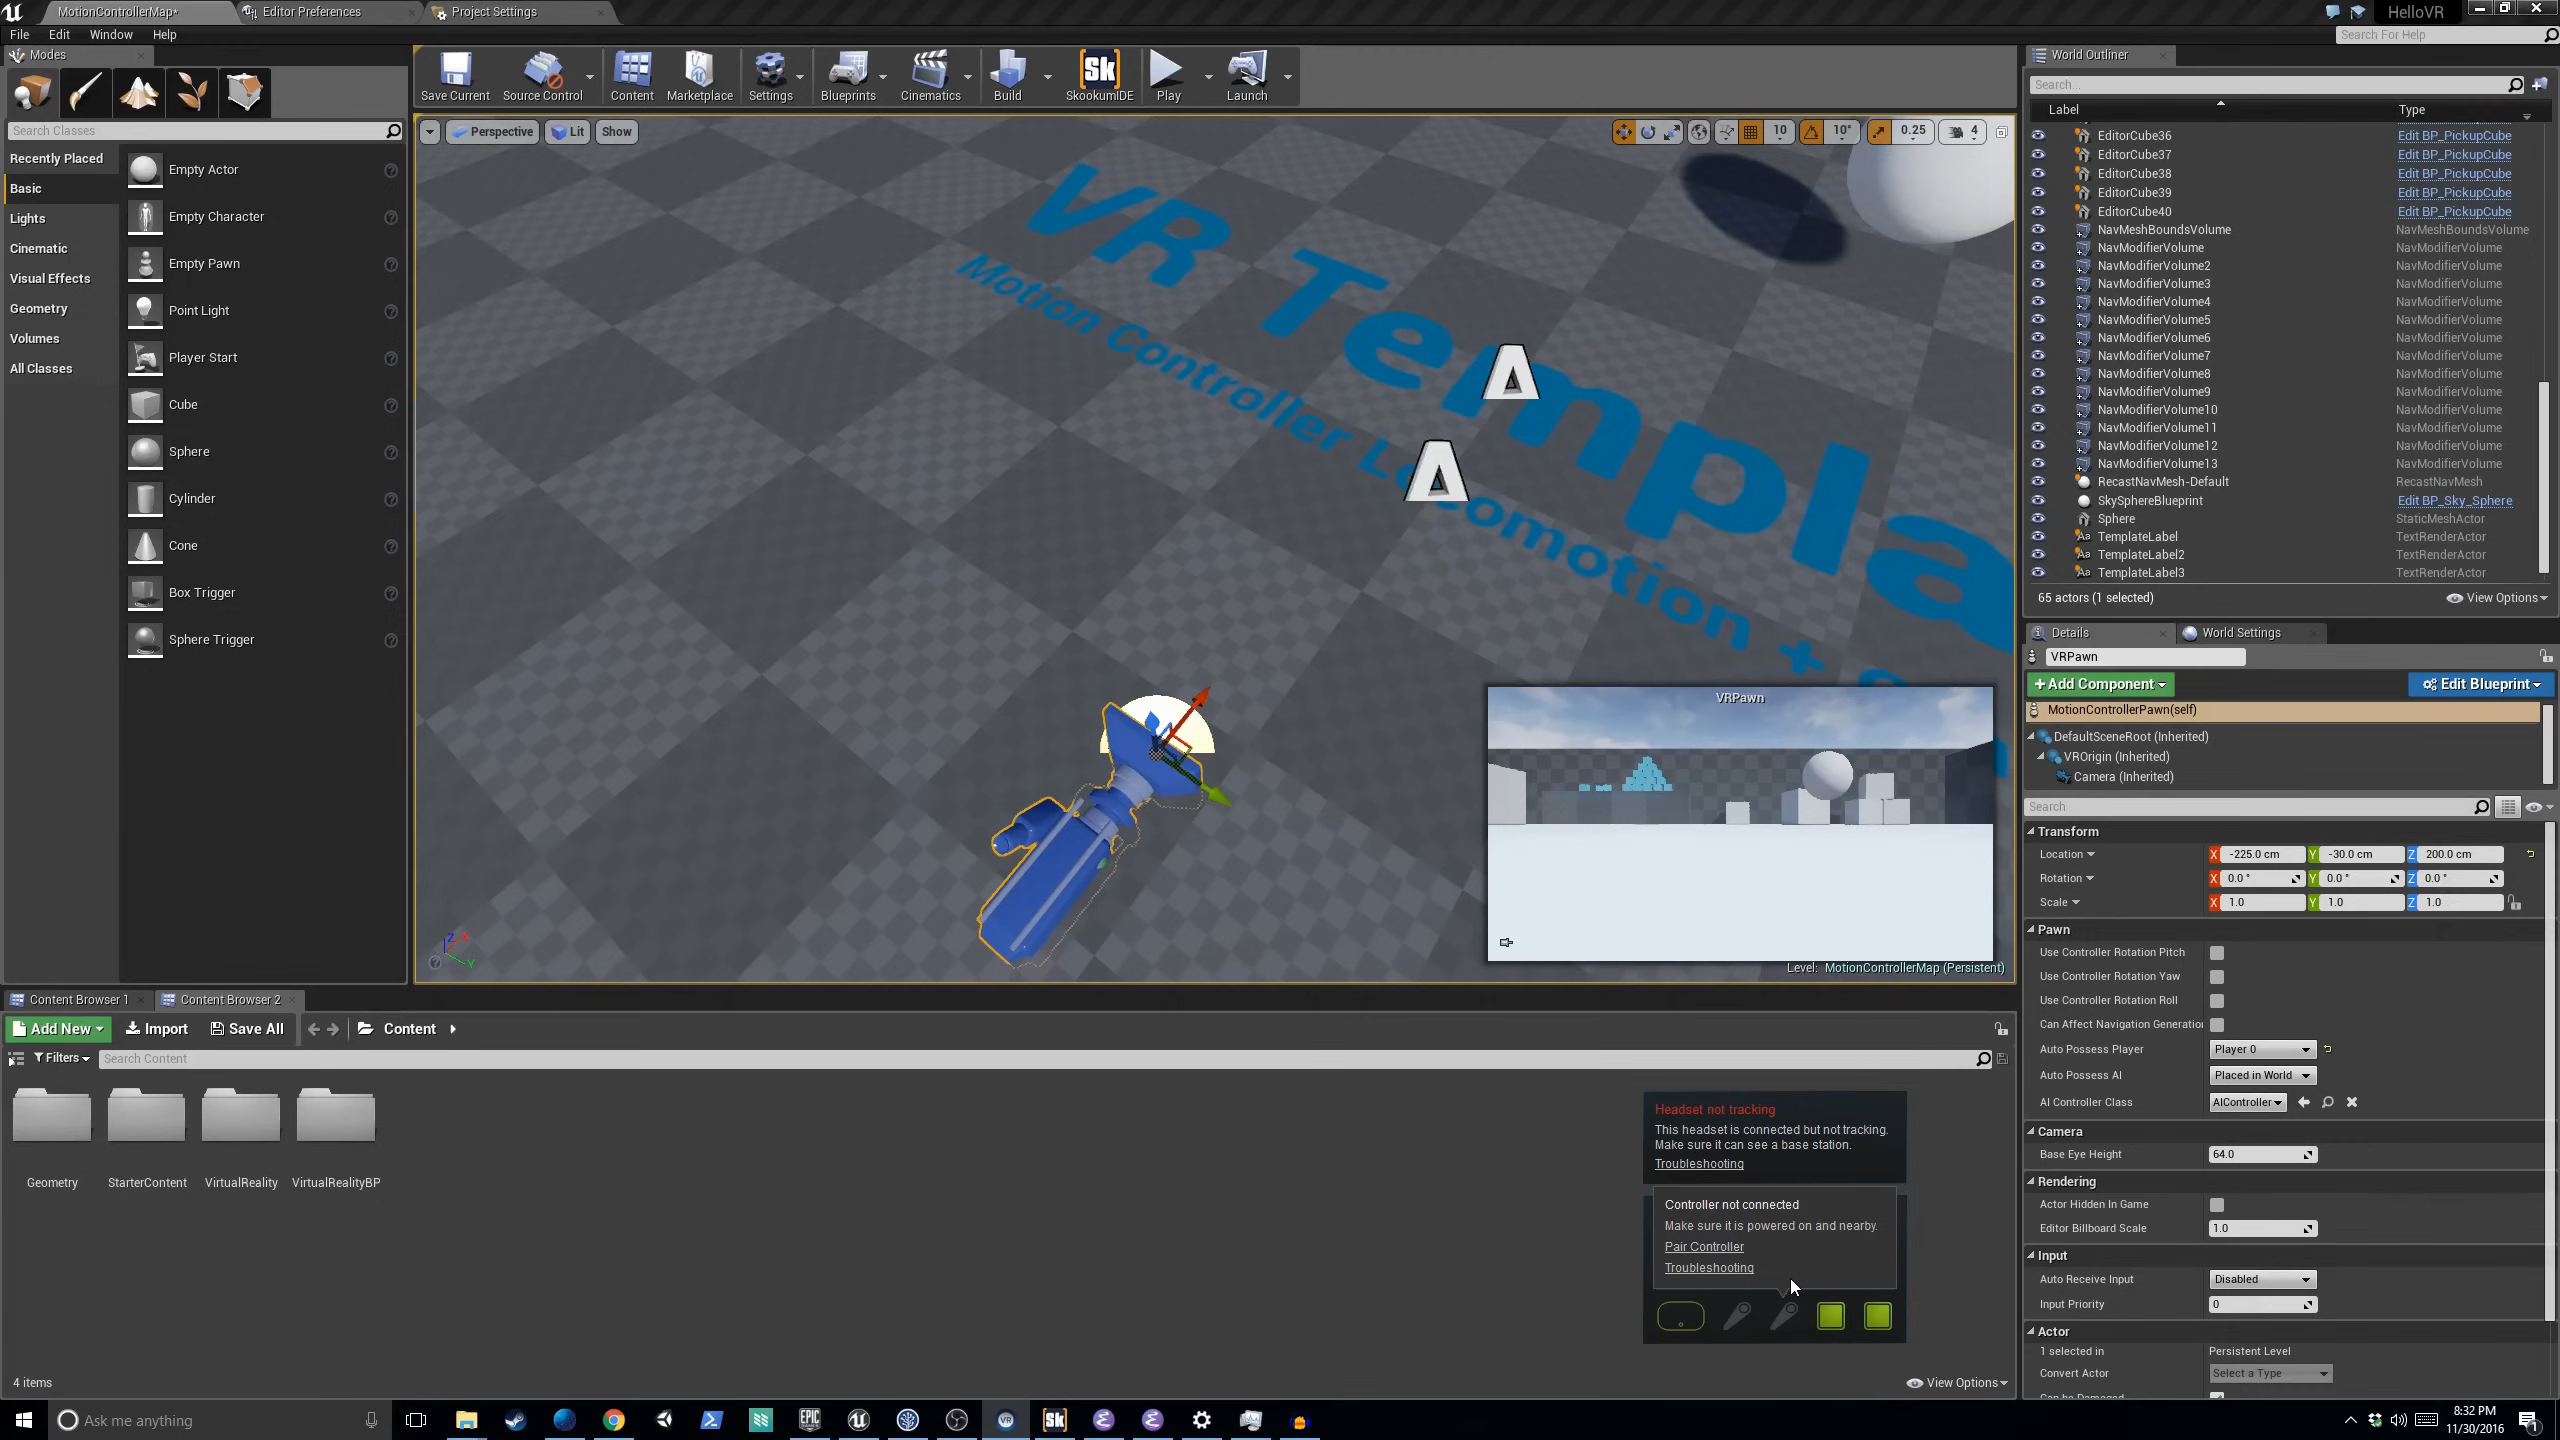 MotionControllerMap*
Editor Preferences
Project Settings
HelloVR
File Edit Window Help
Search For Help
Modes
Search Classes
Recently Placed
Basic
Lights
Cinematic
Visual Effects
Geometry
Volumes
All Classes
Empty Actor
Empty Character
Empty Pawn
Point Light
Player Start
Cube
Sphere
Cylinder
Cone
Box Trigger
Sphere Trigger
Save Current
Source Control
Content
Marketplace
Settings
Blueprints
Cinematics
Build
Sk
SkookumIDE
Play
Launch
Perspective
Lit
Show
10
10°
0.25
4
VR Templa
Motion Controller Locomotion +
VRPawn
Level: MotionControllerMap (Persistent)
World Outliner
Search...
Label Type
EditorCube36 Edit BP_PickupCube
EditorCube37 Edit BP_PickupCube
EditorCube38 Edit BP_PickupCube
EditorCube39 Edit BP_PickupCube
EditorCube40 Edit BP_PickupCube
NavMeshBoundsVolume NavMeshBoundsVolume
NavModifierVolume NavModifierVolume
NavModifierVolume2 NavModifierVolume
NavModifierVolume3 NavModifierVolume
NavModifierVolume4 NavModifierVolume
NavModifierVolume5 NavModifierVolume
NavModifierVolume6 NavModifierVolume
NavModifierVolume7 NavModifierVolume
NavModifierVolume8 NavModifierVolume
NavModifierVolume9 NavModifierVolume
NavModifierVolume10 NavModifierVolume
NavModifierVolume11 NavModifierVolume
NavModifierVolume12 NavModifierVolume
NavModifierVolume13 NavModifierVolume
RecastNavMesh-Default RecastNavMesh
SkySphereBlueprint Edit BP_Sky_Sphere
Sphere StaticMeshActor
TemplateLabel TextRenderActor
TemplateLabel2 TextRenderActor
TemplateLabel3 TextRenderActor
65 actors (1 selected)
View Options
Details
World Settings
VRPawn
+Add Component
Edit Blueprint
MotionControllerPawn(self)
DefaultSceneRoot (Inherited)
VROrigin (Inherited)
Camera (Inherited)
Search
Transform
Location X -225.0 cm Y -30.0 cm Z 200.0 cm
Rotation X 0.0 ° Y 0.0 ° Z 0.0 °
Scale X 1.0 Y 1.0 Z 1.0
Pawn
Use Controller Rotation Pitch
Use Controller Rotation Yaw
Use Controller Rotation Roll
Can Affect Navigation Generation
Auto Possess Player Player 0
Auto Possess AI Placed in World
AI Controller Class AIController
Camera
Base Eye Height 64.0
Rendering
Actor Hidden In Game
Editor Billboard Scale 1.0
Input
Auto Receive Input Disabled
Input Priority 0
Actor
1 selected in Persistent Level
Convert Actor Select a Type
Can be Damaged
Content Browser 1
Content Browser 2
Add New
Import
Save All
Content
Filters
Search Content
Geometry
StarterContent
VirtualReality
VirtualRealityBP
4 items
View Options
Headset not tracking
This headset is connected but not tracking.
Make sure it can see a base station.
Troubleshooting
Controller not connected
Make sure it is powered on and nearby.
Pair Controller
Troubleshooting
Ask me anything
EPIC
VR
Sk
8:32 PM
11/30/2016